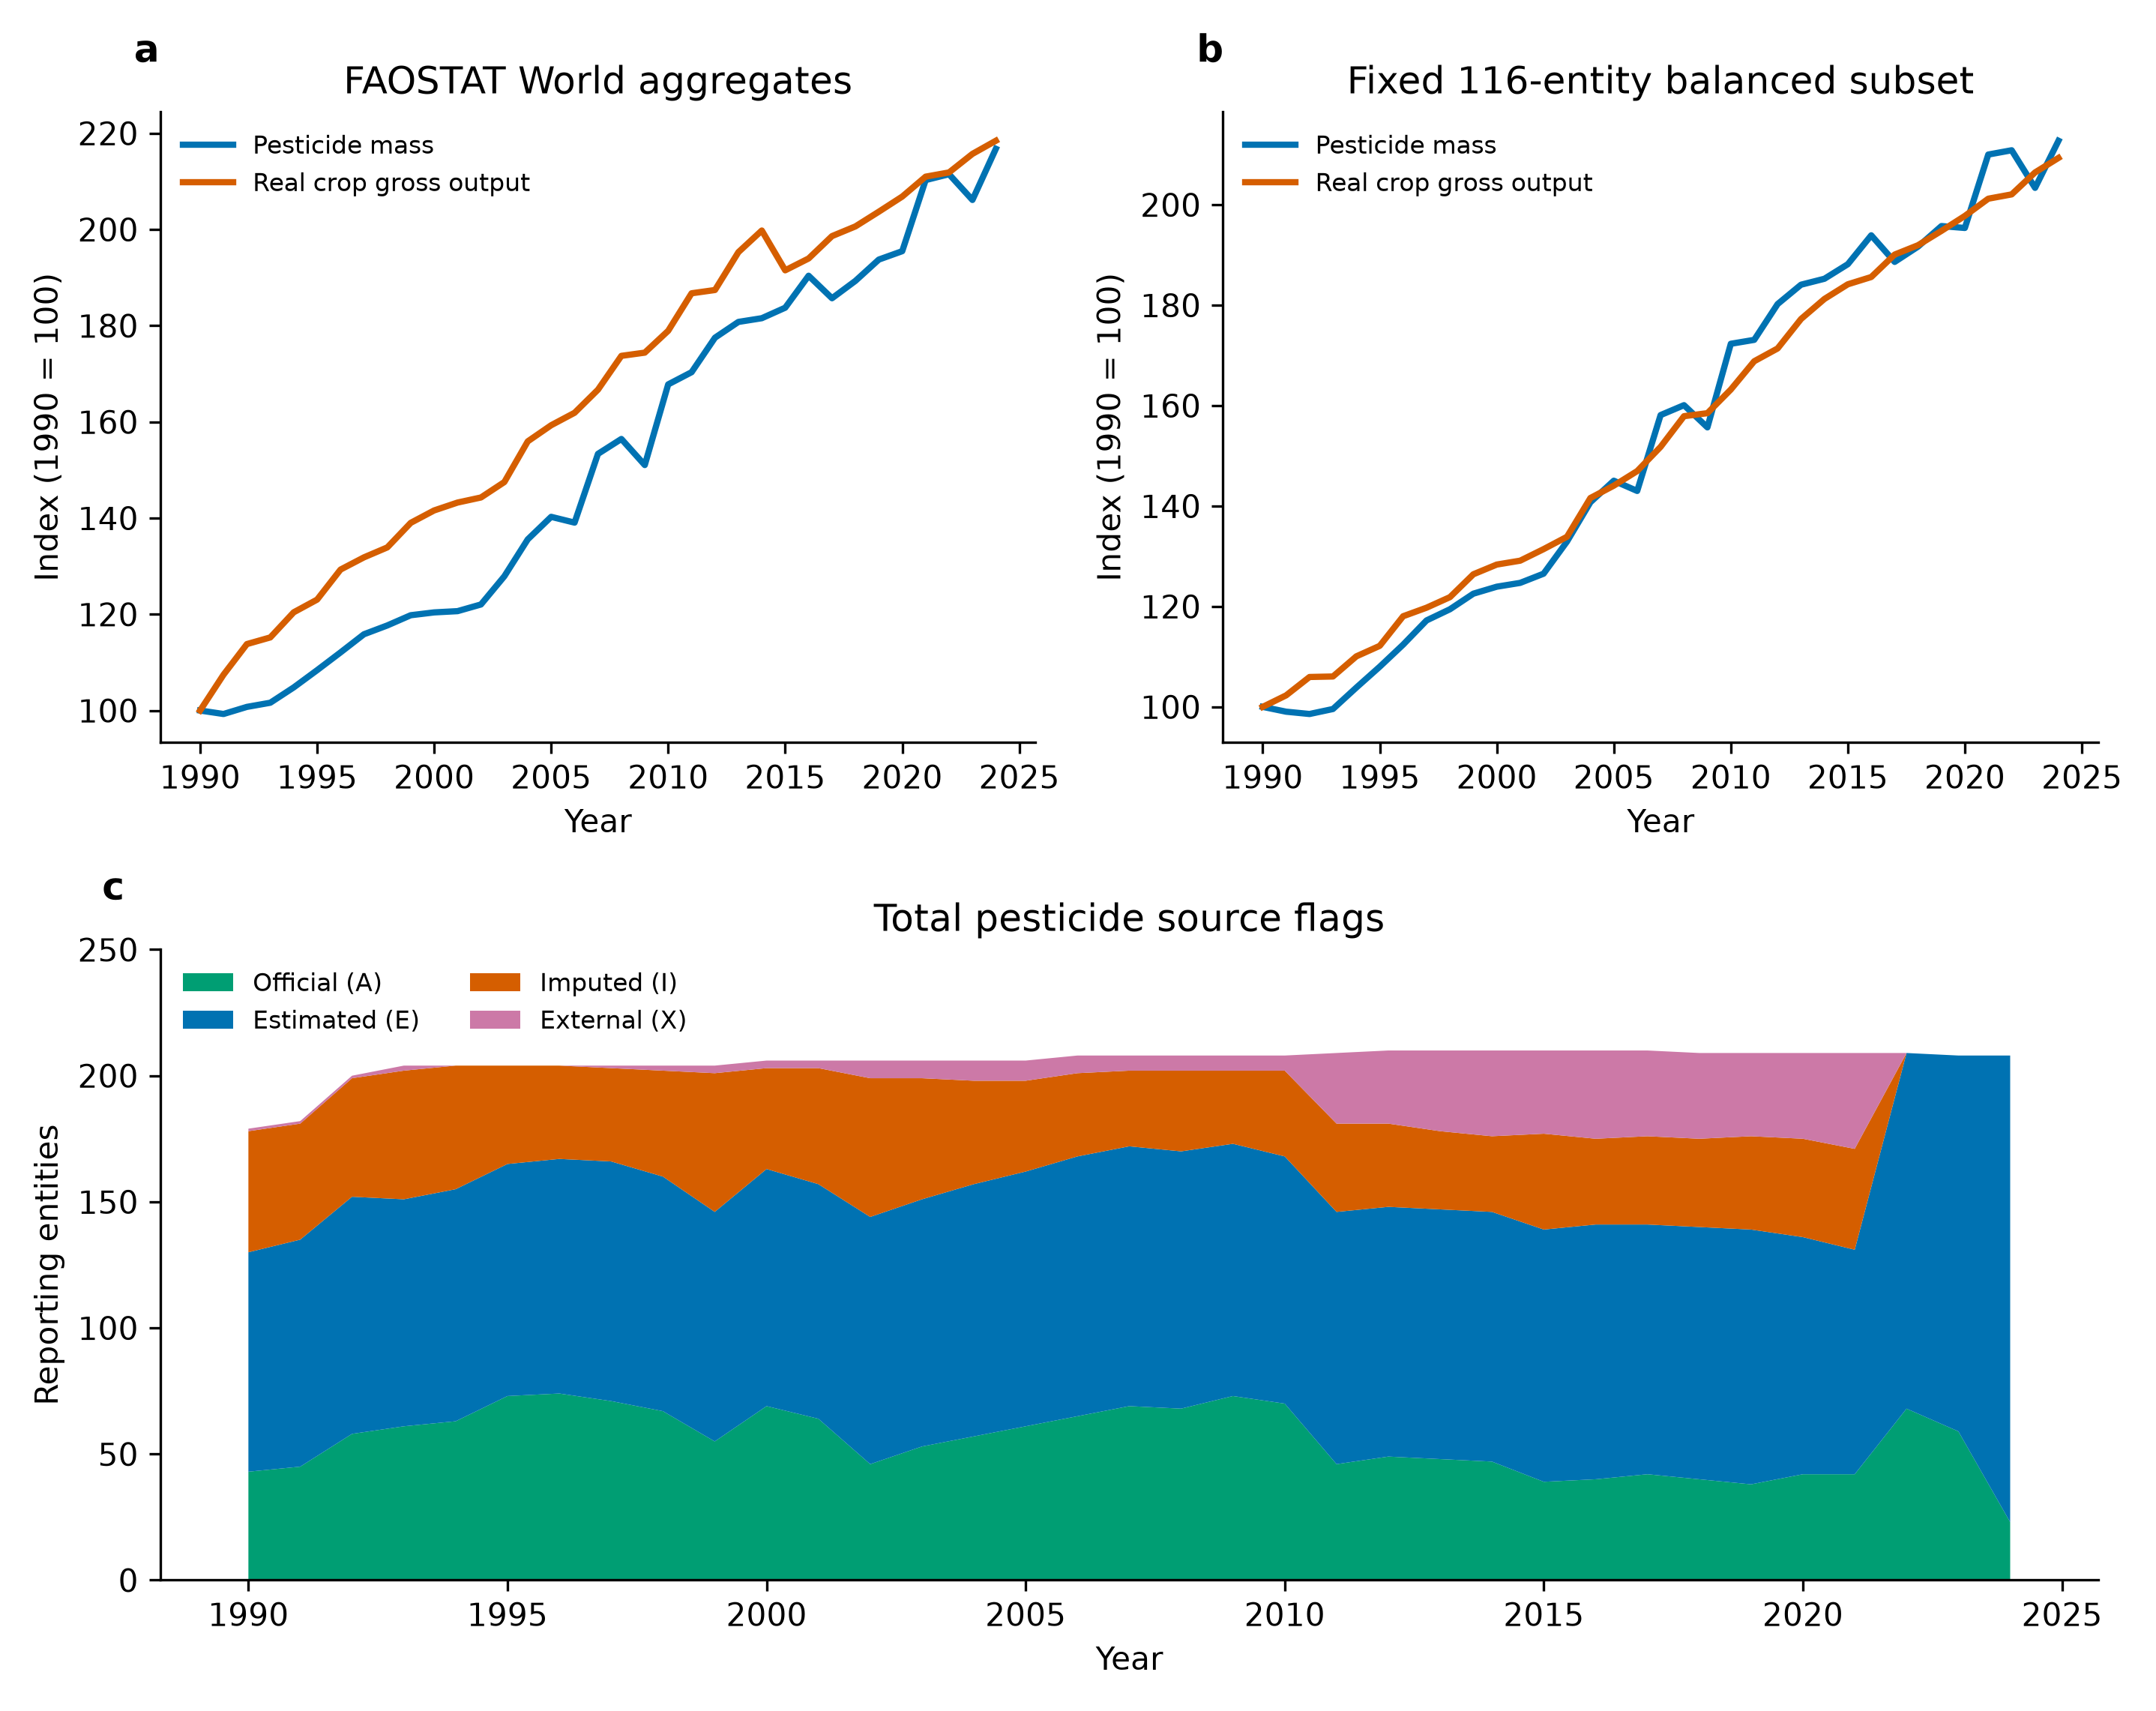 a
FAOSTAT World aggregates
220
200
180
160
140
120
100
Index (1990 = 100)
Pesticide mass
Real crop gross output
1990 1995 2000 2005 2010 2015 2020 2025
Year
b
Fixed 116-entity balanced subset
200
180
160
140
120
100
Index (1990 = 100)
Pesticide mass
Real crop gross output
1990 1995 2000 2005 2010 2015 2020 2025
Year
c
Total pesticide source flags
250
200
150
100
50
0
Reporting entities
Official (A) Imputed (I)
Estimated (E) External (X)
1990 1995 2000 2005 2010 2015 2020 2025
Year